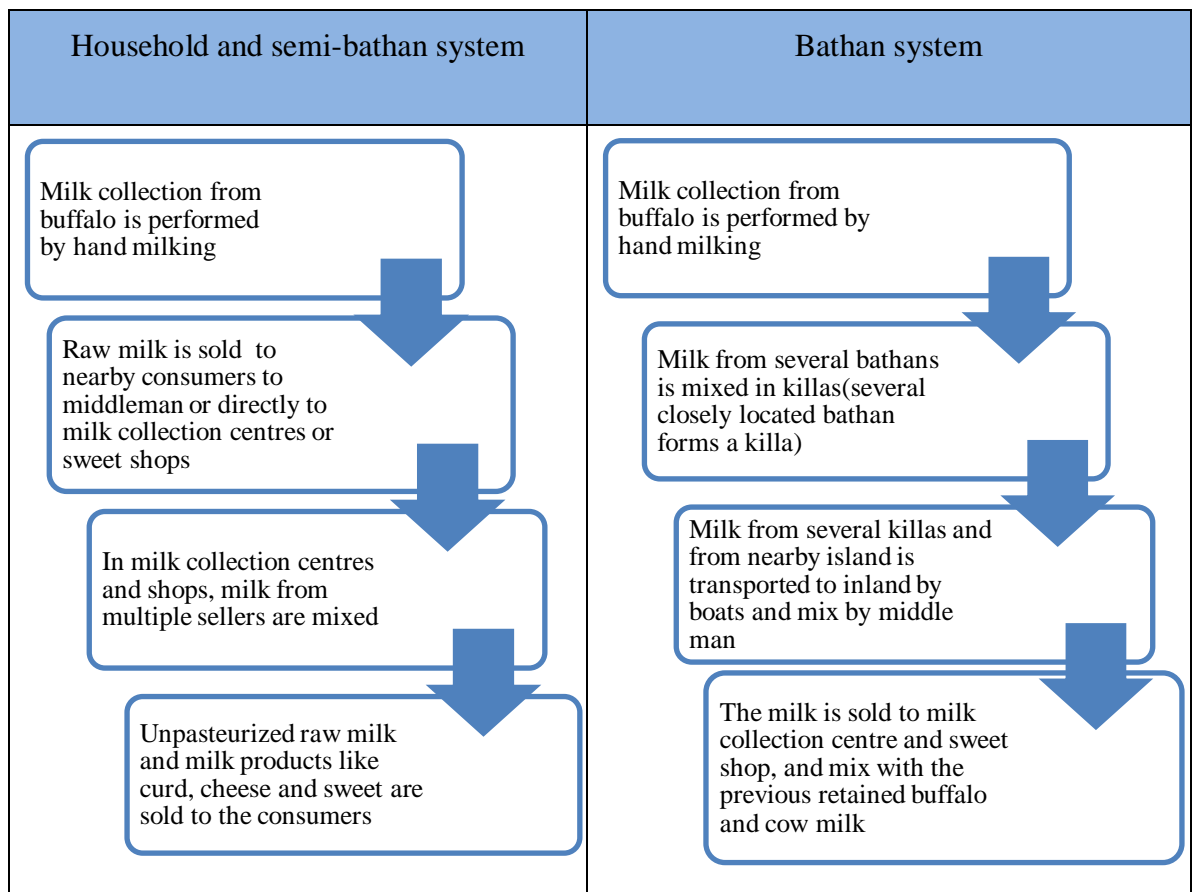 Household and semi-bathan system
Milk collection from
buffalo is performed
by hand milking
Raw milk is sold to
nearby consumers to
middleman or directly to
milk collection centres or
sweet shops
In milk collection centres
and shops, milk from
multiple sellers are mixed
Unpasteurized raw milk
and milk products like
curd, cheese and sweet are
sold to the consumers
Bathan system
Milk collection from
buffalo is performed by
hand milking
Milk from several bathans
is mixed in killas(several
closely located bathan
forms a killa)
Milk from several killas and
from nearby island is
transported to inland by
boats and mix by middle
man
The milk is sold to milk
collection centre and sweet
shop, and mix with the
previous retained buffalo
and cow milk